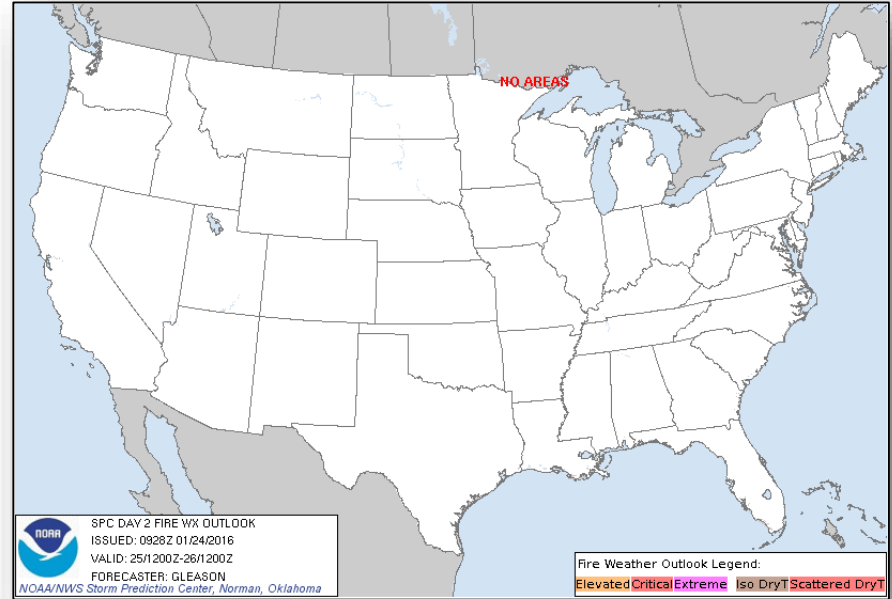 NO AREAS
NOAA
SPC DAY 2 FIRE WX OUTLOOK
ISSUED: 0928Z 01/24/2016
VALID: 25/1200Z-26/1200Z
FORECASTER: GLEASON
NOAA/NWS Storm Prediction Center, Norman, Oklahoma
Fire Weather Outlook Legend:
Elevated Critical Extreme Iso DryT Scattered DryT